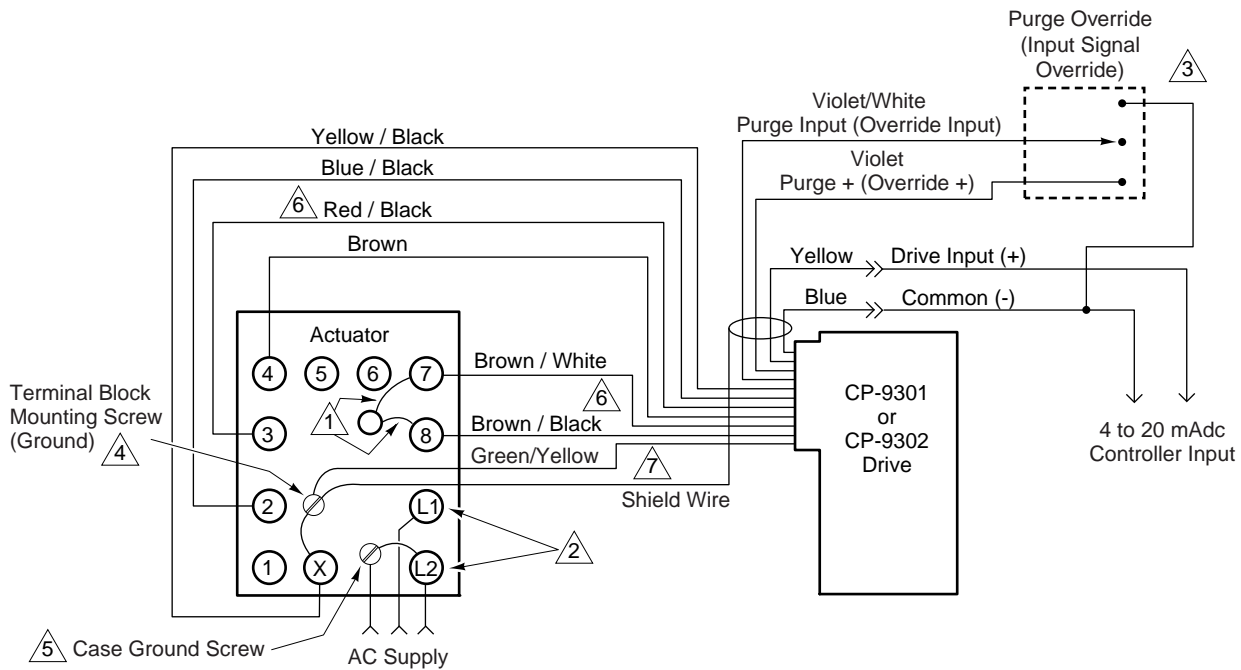 Purge Override
(Input Signal
Override)
3
Violet/White
Purge Input (Override Input)
Violet
Purge + (Override +)
Yellow / Black
Blue / Black
6
Red / Black
Brown
Yellow
Drive Input (+)
Blue
Common (-)
Actuator
4
5
6
7
Brown / White
6
Terminal Block
Mounting Screw
(Ground)
4
3
1
8
Brown / Black
Green/Yellow
7
Shield Wire
CP-9301
or
CP-9302
Drive
4 to 20 mAdc
Controller Input
2
L1
2
1
X
L2
5
Case Ground Screw
AC Supply